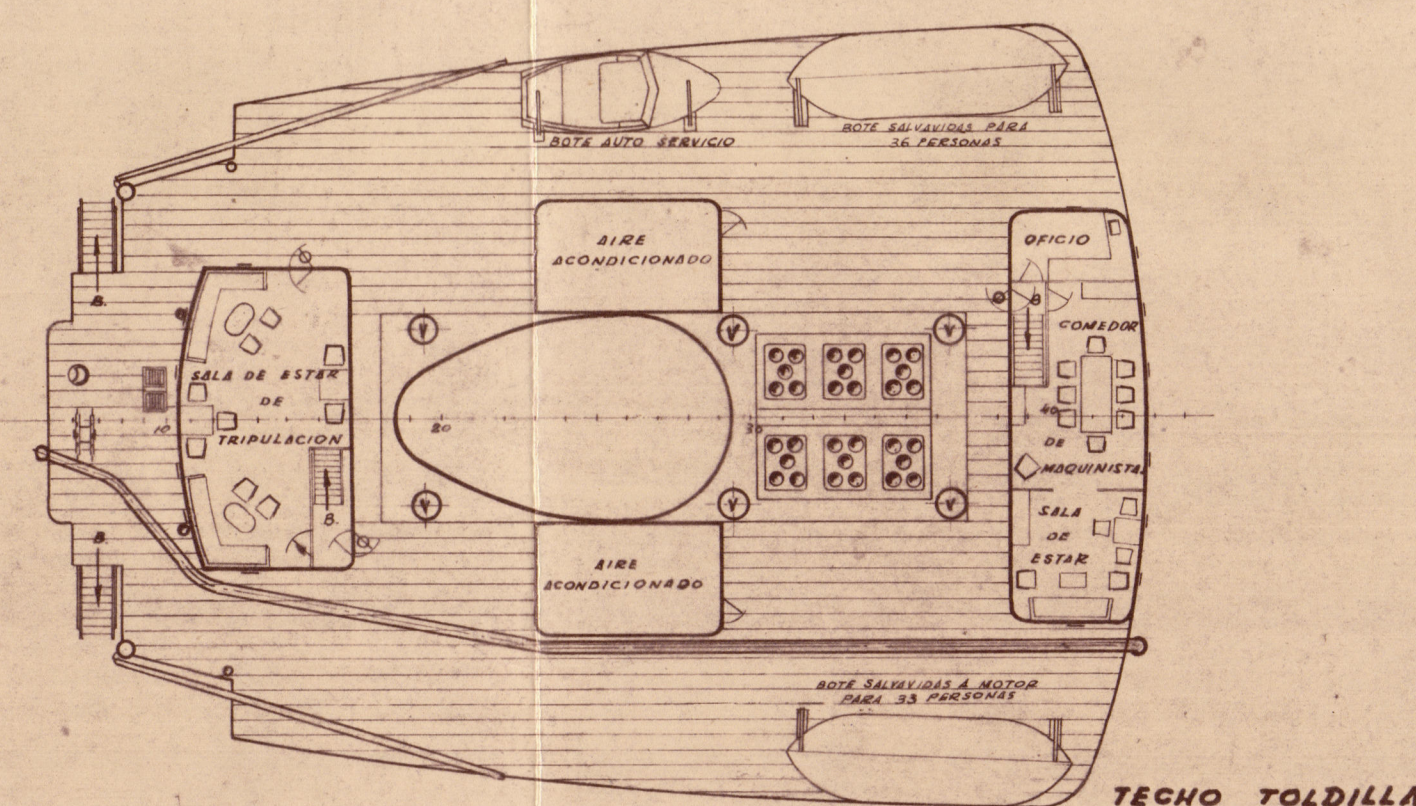 BOTE AUTO SERVICIO
BOTE SALVAVIDAS PARA
36 PERSONAS
AIRE
ACONDICIONADO
OFICIO
B.
B
COMEDOR
V
V
V
SALA DE ESTAR
DE
TRIPULACION
10
20
30
40
DE
MAQUINISTA
V
V
V
B.
B.
SALA
DE
ESTAR
AIRE
ACONDICIONADO
BOTE SALVAVIDAS A MOTOR
PARA 33 PERSONAS
TECHO TOLDILLA